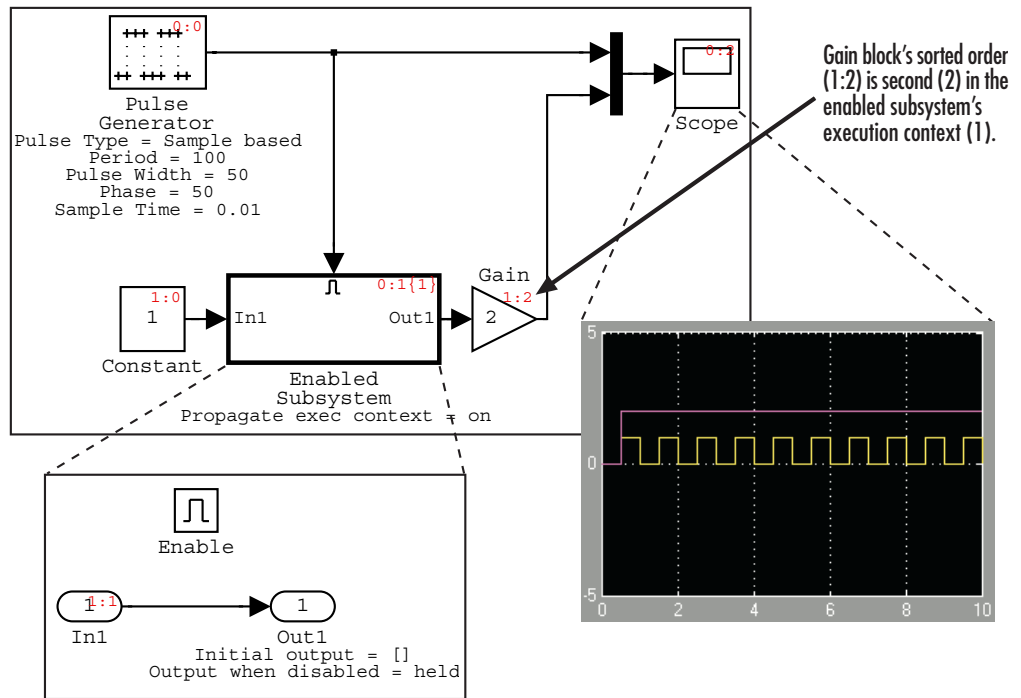 0:0
Pulse
Generator
Pulse Type = Sample based
Period = 100
Pulse Width = 50
Phase = 50
Sample Time = 0.01
0:2
Scope
Gain block's sorted order
(1:2) is second (2) in the
enabled subsystem's
execution context (1).
1:0
1
Constant
0:1{1}
In1
Out1
Enabled
Subsystem
Propagate exec context = on
Gain
1:2
2
5
0
-5
0 2 4 6 8 10
Enable
1
1:1
In1
1
Out1
Initial output = []
Output when disabled = held